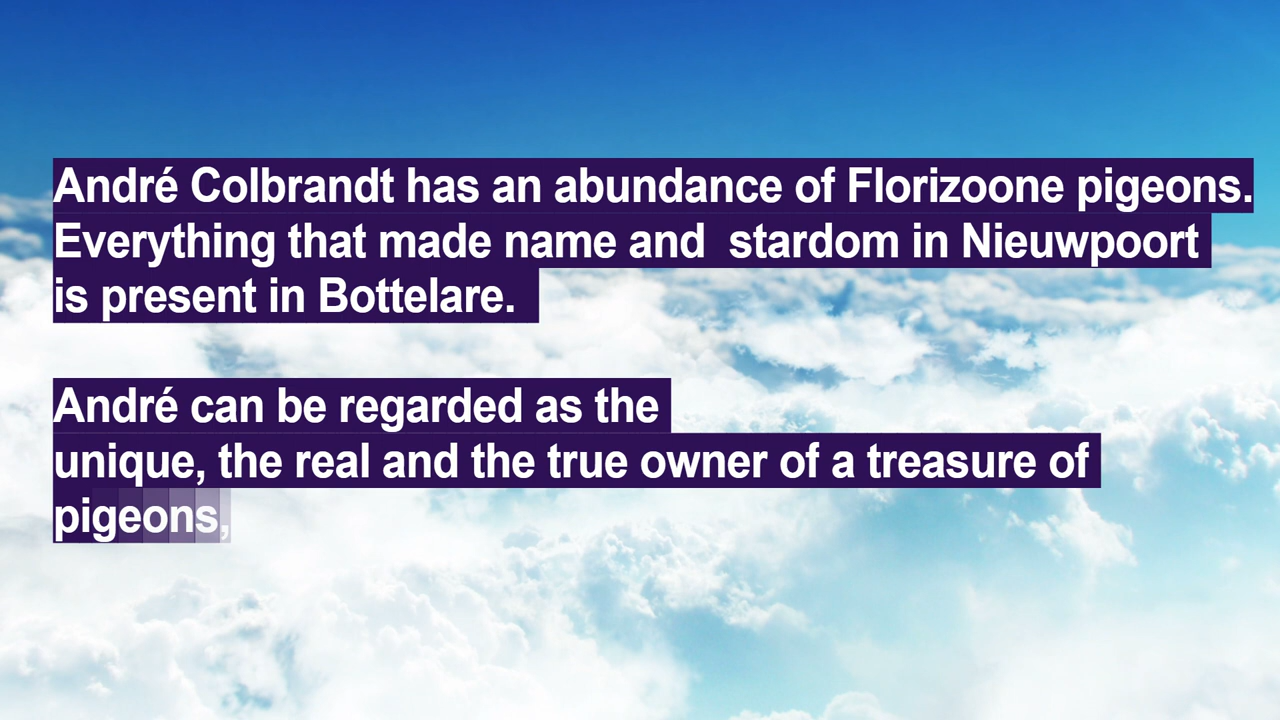 André Colbrandt has an abundance of Florizoone pigeons.
Everything that made name and  stardom in Nieuwpoort
is present in Bottelare.
André can be regarded as the
unique, the real and the true owner of a treasure of
pigeons,